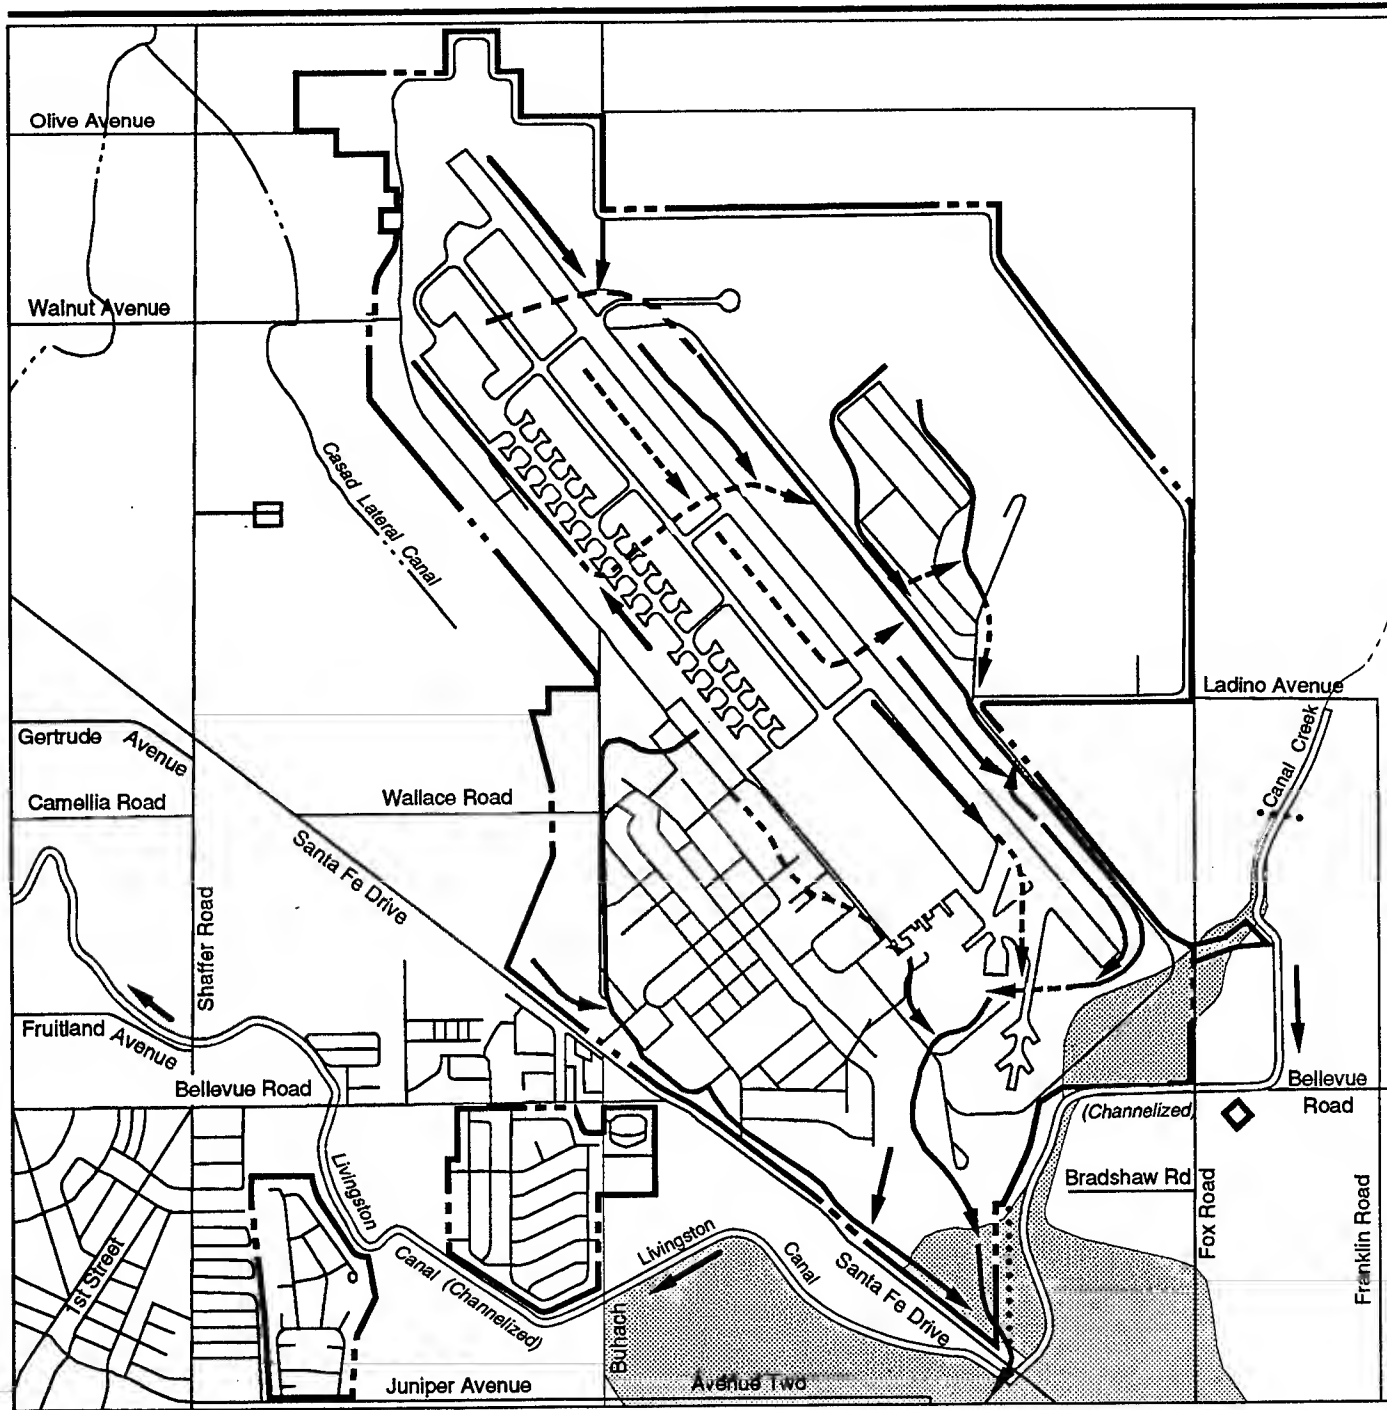 Olive Avenue
Walnut Avenue
Casad Lateral Canal
Ladino Avenue
Canal Creek
Gertrude Avenue
Camellia Road
Wallace Road
Santa Fe Drive
Shaffer Road
Fruitland Avenue
Bellevue Road
Bellevue
Road
(Channelized)
Bradshaw Rd
Fox Road
Franklin Road
Livingston
Canal (Channelized)
Livingston
Canal
Santa Fe Drive
1st Street
Buhach
Juniper Avenue
Avenue Two